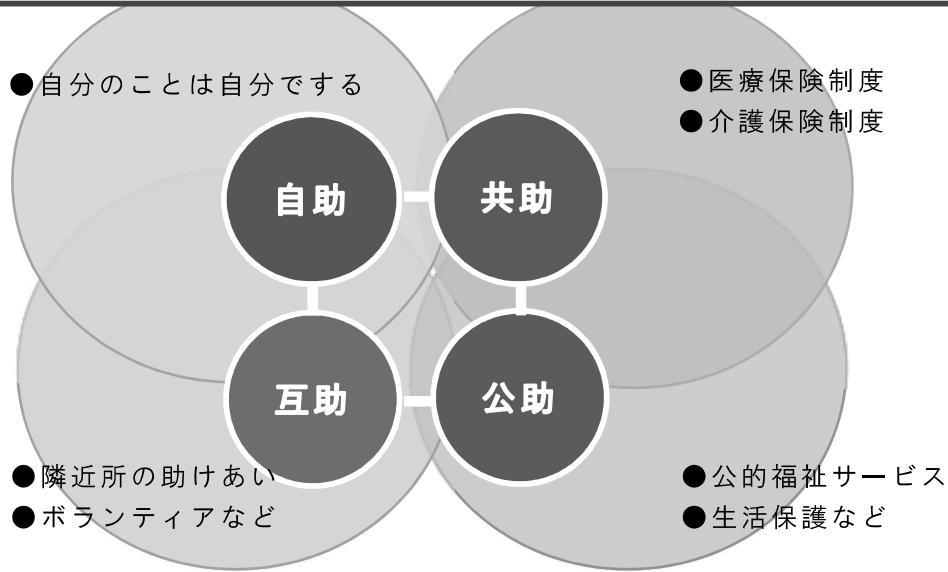 ●自分のことは自分でする
●医療保険制度
●介護保険制度
自助
共助
互助
公助
●隣近所の助けあい
●ボランティアなど
●公的福祉サービス
●生活保護など